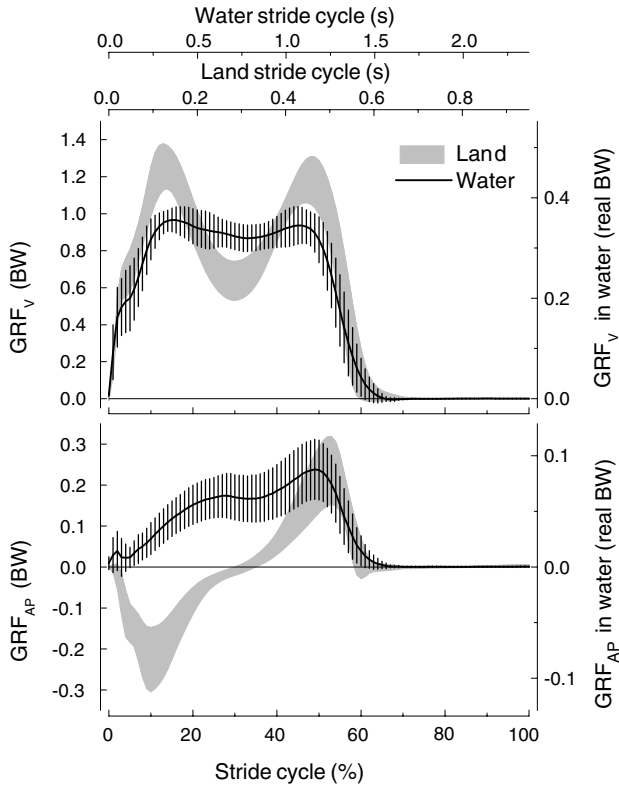 Water stride cycle (s)
0.0 0.5 1.0 1.5 2.0
Land stride cycle (s)
0.0 0.2 0.4 0.6 0.8
1.4
1.2
1.0
0.8
0.6
0.4
0.2
0.0
GRFV (BW)
Land
Water
0.4
0.2
0.0
GRFV in water (real BW)
0.3
0.2
0.1
0.0
-0.1
-0.2
-0.3
GRFAP (BW)
0.1
0.0
-0.1
GRFAP in water (real BW)
0 20 40 60 80 100
Stride cycle (%)